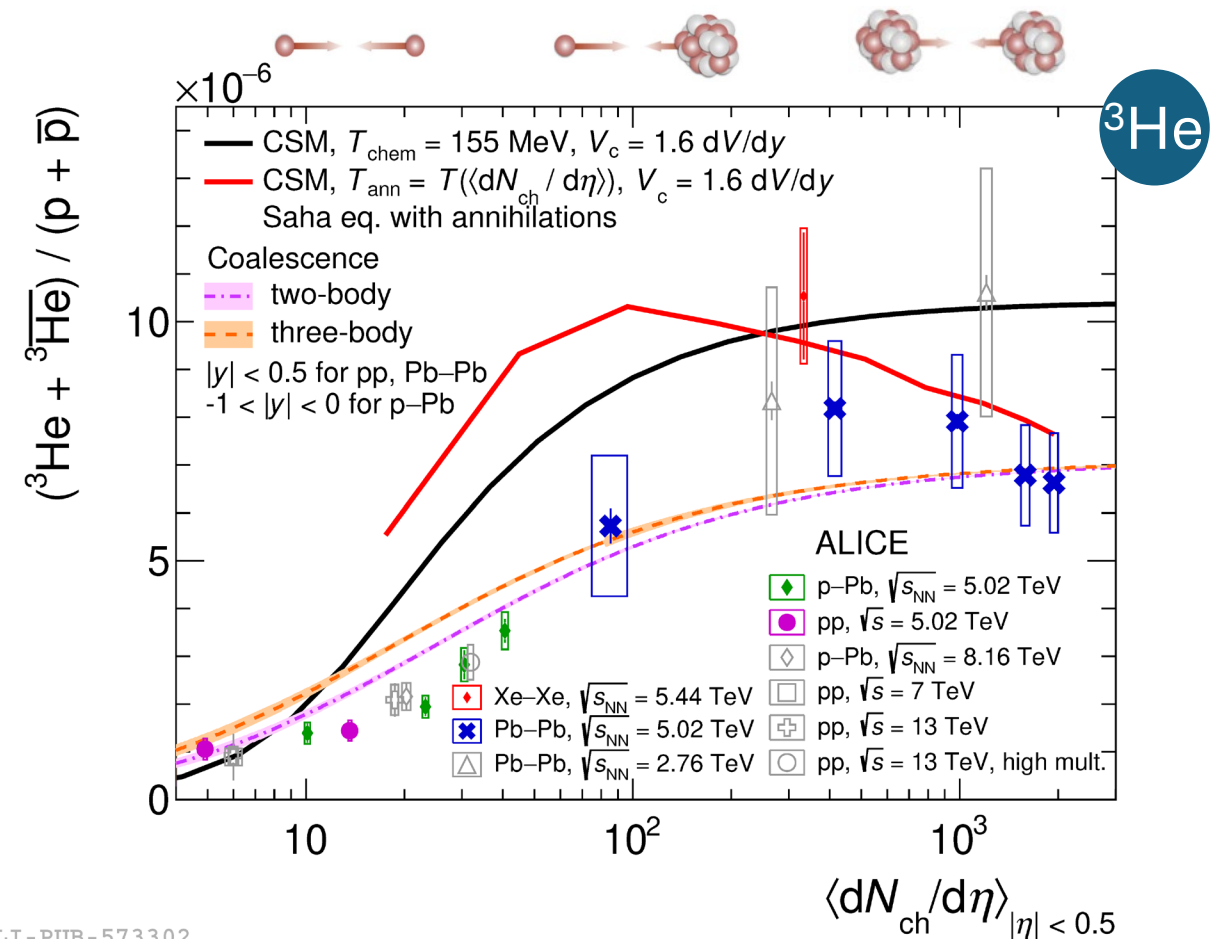 ×10⁻⁶
³He
(³He + ³H̅e̅) / (p + p̅)
CSM, T_chem = 155 MeV, V_c = 1.6 dV/dy
CSM, T_ann = T(⟨dN_ch / dη⟩), V_c = 1.6 dV/dy
Saha eq. with annihilations
Coalescence
two-body
three-body
|y| < 0.5 for pp, Pb–Pb
-1 < |y| < 0 for p–Pb
10
5
0
ALICE
p–Pb, √s_NN = 5.02 TeV
pp, √s = 5.02 TeV
p–Pb, √s_NN = 8.16 TeV
pp, √s = 7 TeV
pp, √s = 13 TeV
pp, √s = 13 TeV, high mult.
Xe–Xe, √s_NN = 5.44 TeV
Pb–Pb, √s_NN = 5.02 TeV
Pb–Pb, √s_NN = 2.76 TeV
10 10² 10³
⟨dN_ch/dη⟩_|η| < 0.5
-PUB-573302